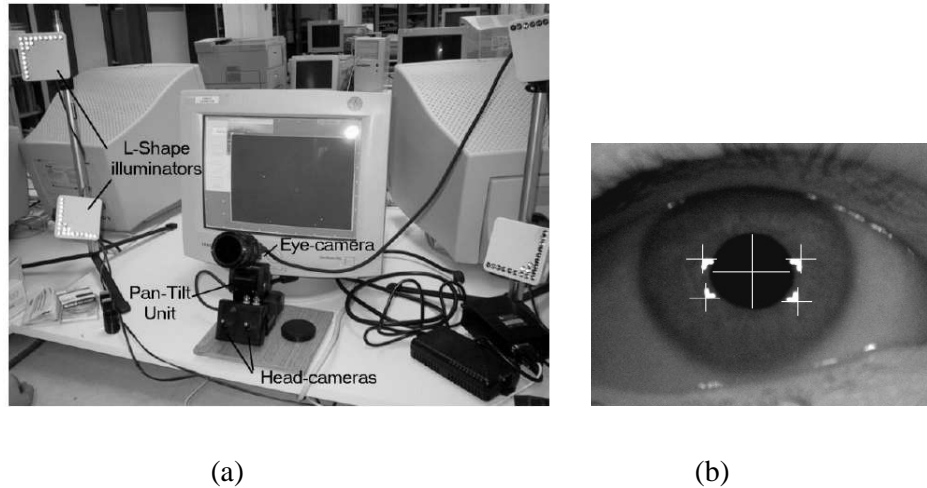 L-Shape
illuminators
Eye-camera
Pan-Tilt
Unit
Head-cameras
(a)
(b)